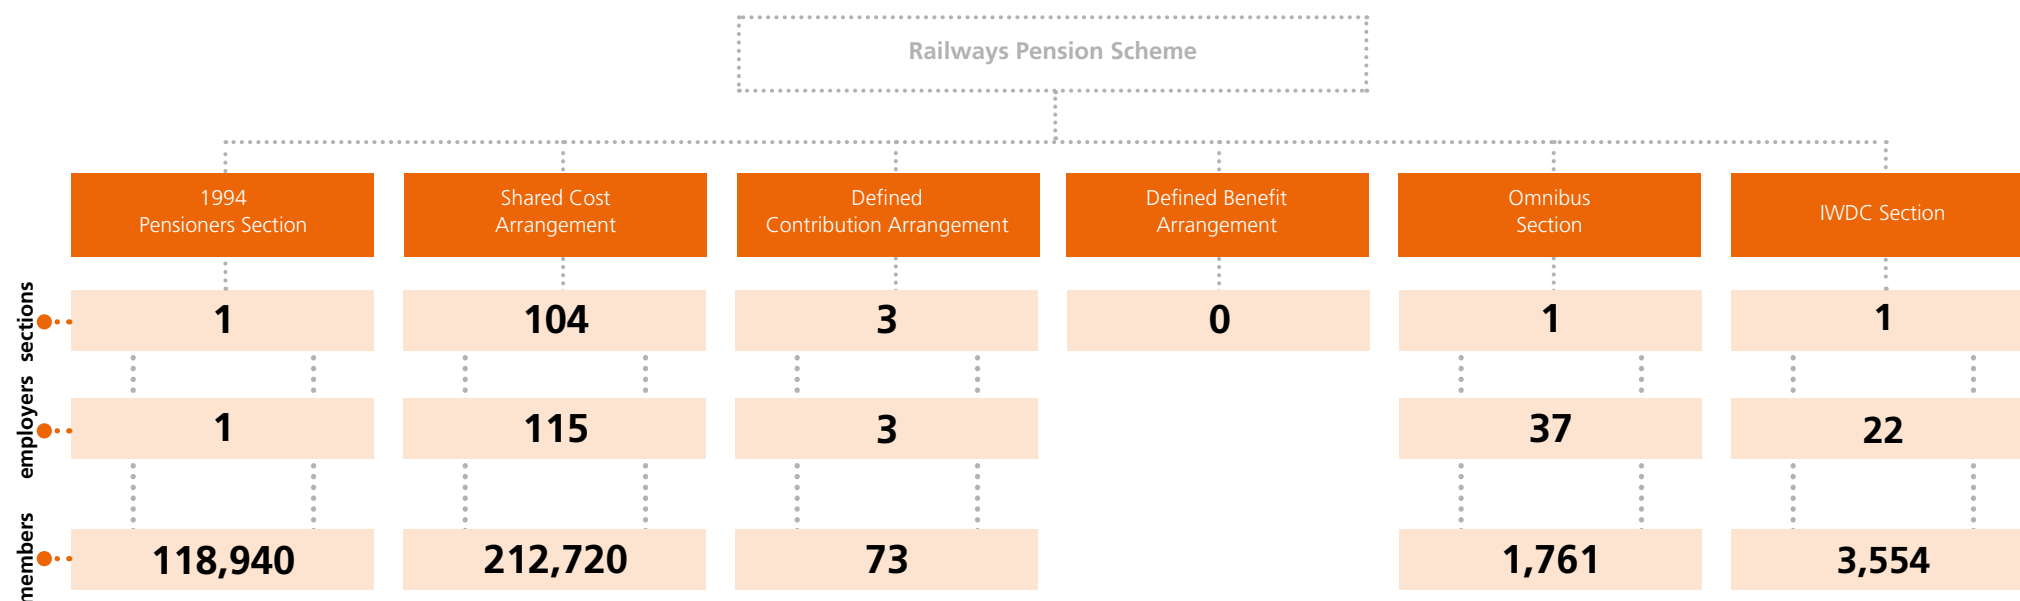 Railways Pension Scheme
1994
Pensioners Section
Shared Cost
Arrangement
Defined
Contribution Arrangement
Defined Benefit
Arrangement
Omnibus
Section
IWDC Section
sections
1
104
3
0
1
1
employers
1
115
3
37
22
members
118,940
212,720
73
1,761
3,554